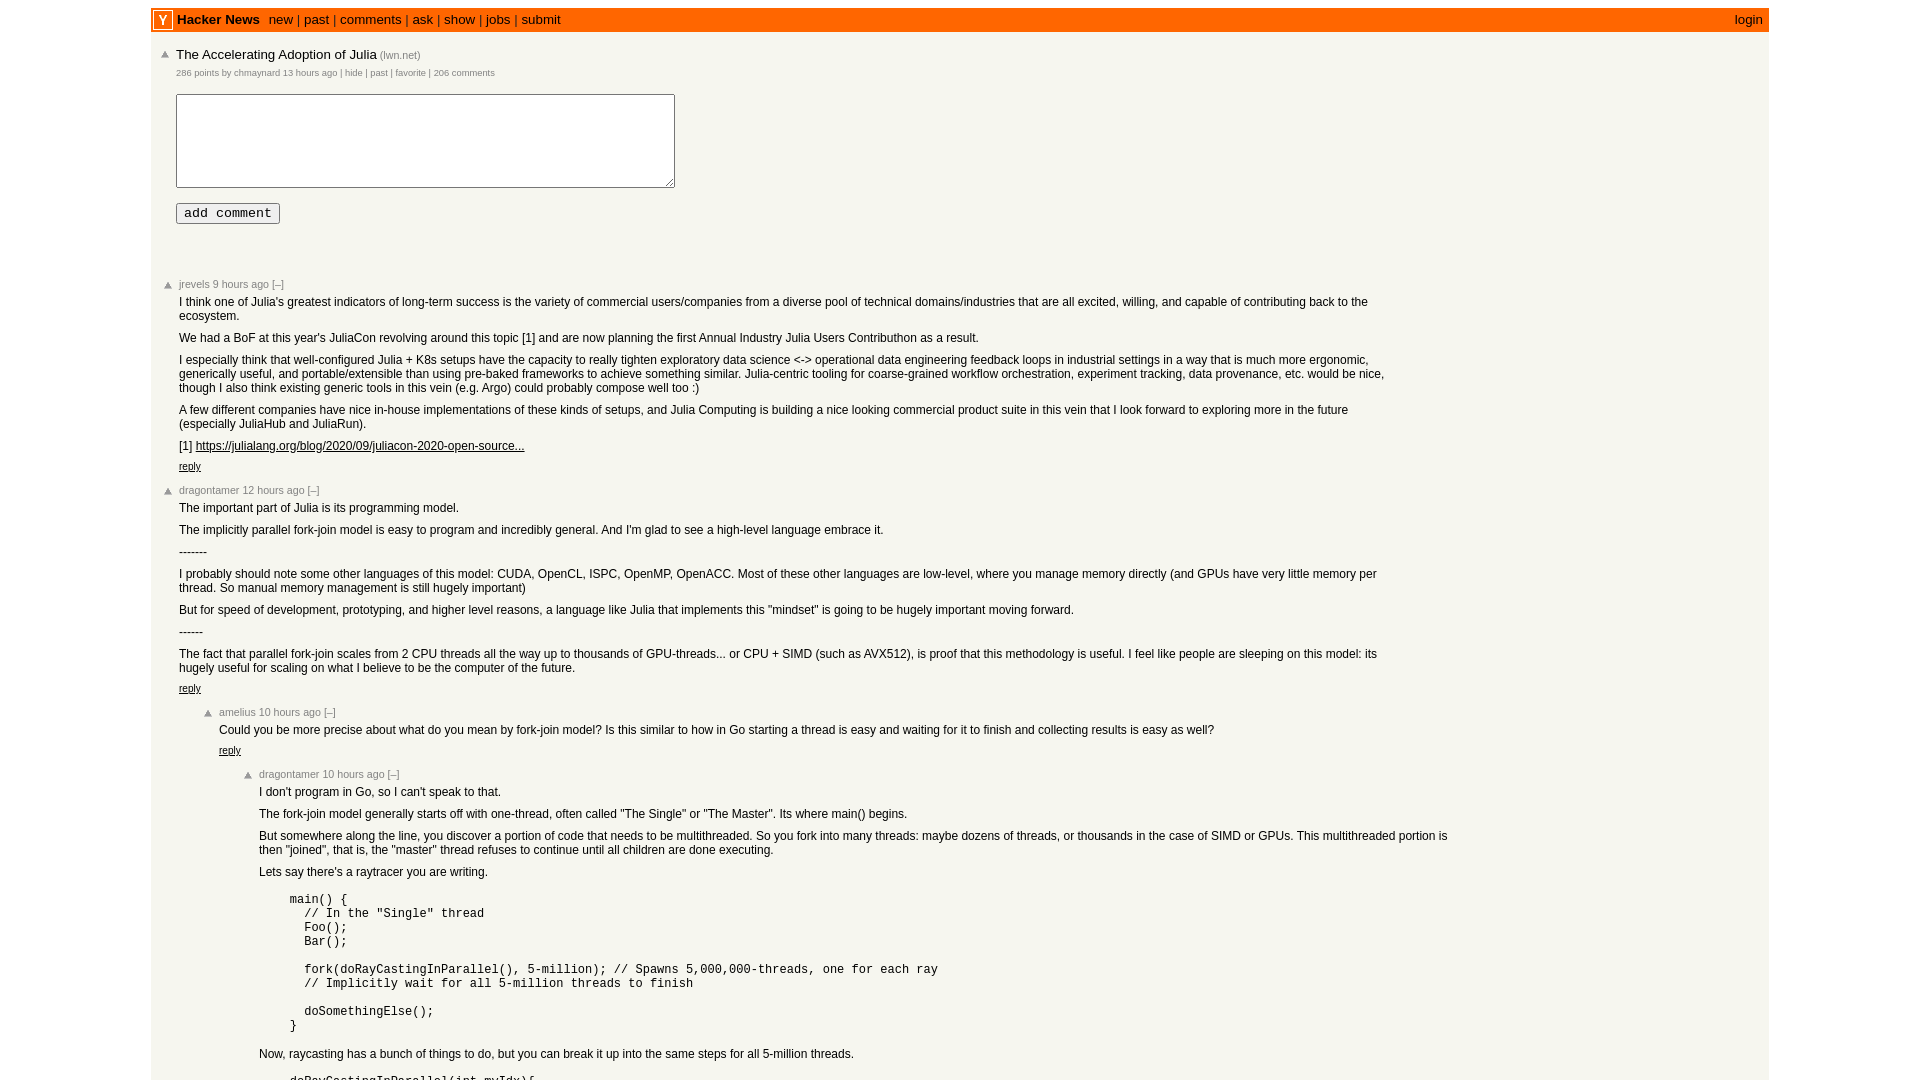 Y Hacker News new | past | comments | ask | show | jobs | submit login
The Accelerating Adoption of Julia (lwn.net)
286 points by chmaynard 13 hours ago | hide | past | favorite | 206 comments
add comment
jrevels 9 hours ago [–]
I think one of Julia's greatest indicators of long-term success is the variety of commercial users/companies from a diverse pool of technical domains/industries that are all excited, willing, and capable of contributing back to the
ecosystem.
We had a BoF at this year's JuliaCon revolving around this topic [1] and are now planning the first Annual Industry Julia Users Contributhon as a result.
I especially think that well-configured Julia + K8s setups have the capacity to really tighten exploratory data science <-> operational data engineering feedback loops in industrial settings in a way that is much more ergonomic,
generically useful, and portable/extensible than using pre-baked frameworks to achieve something similar. Julia-centric tooling for coarse-grained workflow orchestration, experiment tracking, data provenance, etc. would be nice,
though I also think existing generic tools in this vein (e.g. Argo) could probably compose well too :)
A few different companies have nice in-house implementations of these kinds of setups, and Julia Computing is building a nice looking commercial product suite in this vein that I look forward to exploring more in the future
(especially JuliaHub and JuliaRun).
[1] https://julialang.org/blog/2020/09/juliacon-2020-open-source...
reply
dragontamer 12 hours ago [–]
The important part of Julia is its programming model.
The implicitly parallel fork-join model is easy to program and incredibly general. And I'm glad to see a high-level language embrace it.
-------
I probably should note some other languages of this model: CUDA, OpenCL, ISPC, OpenMP, OpenACC. Most of these other languages are low-level, where you manage memory directly (and GPUs have very little memory per
thread. So manual memory management is still hugely important)
But for speed of development, prototyping, and higher level reasons, a language like Julia that implements this "mindset" is going to be hugely important moving forward.
------
The fact that parallel fork-join scales from 2 CPU threads all the way up to thousands of GPU-threads... or CPU + SIMD (such as AVX512), is proof that this methodology is useful. I feel like people are sleeping on this model: its
hugely useful for scaling on what I believe to be the computer of the future.
reply
amelius 10 hours ago [–]
Could you be more precise about what do you mean by fork-join model? Is this similar to how in Go starting a thread is easy and waiting for it to finish and collecting results is easy as well?
reply
dragontamer 10 hours ago [–]
I don't program in Go, so I can't speak to that.
The fork-join model generally starts off with one-thread, often called "The Single" or "The Master". Its where main() begins.
But somewhere along the line, you discover a portion of code that needs to be multithreaded. So you fork into many threads: maybe dozens of threads, or thousands in the case of SIMD or GPUs. This multithreaded portion is
then "joined", that is, the "master" thread refuses to continue until all children are done executing.
Lets say there's a raytracer you are writing.
main() {
// In the "Single" thread
Foo();
Bar();
fork(doRayCastingInParallel(), 5-million); // Spawns 5,000,000-threads, one for each ray
// Implicitly wait for all 5-million threads to finish
doSomethingElse();
}
Now, raycasting has a bunch of things to do, but you can break it up into the same steps for all 5-million threads.
doRayCastingInParallel(int myIdx){